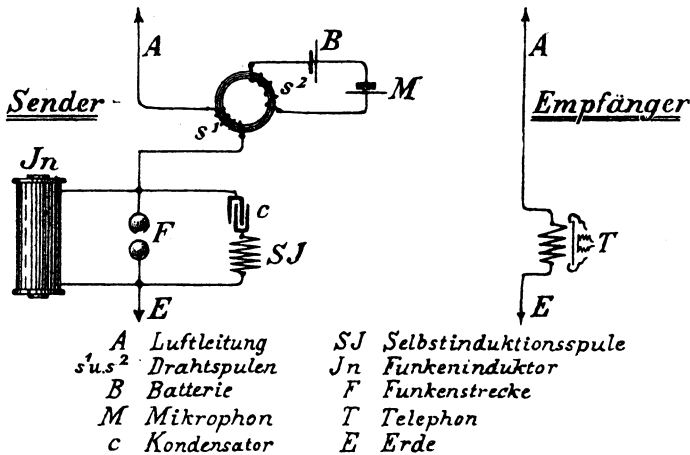 A
B
A
s²
M
Sender
s¹
Empfänger
Jn
c
F
SJ
T
E
E
A Luftleitung
s¹u.s² Drahtspulen
B Batterie
M Mikrophon
c Kondensator
SJ Selbstinduktionsspule
Jn Funkeninduktor
F Funkenstrecke
T Telephon
E Erde